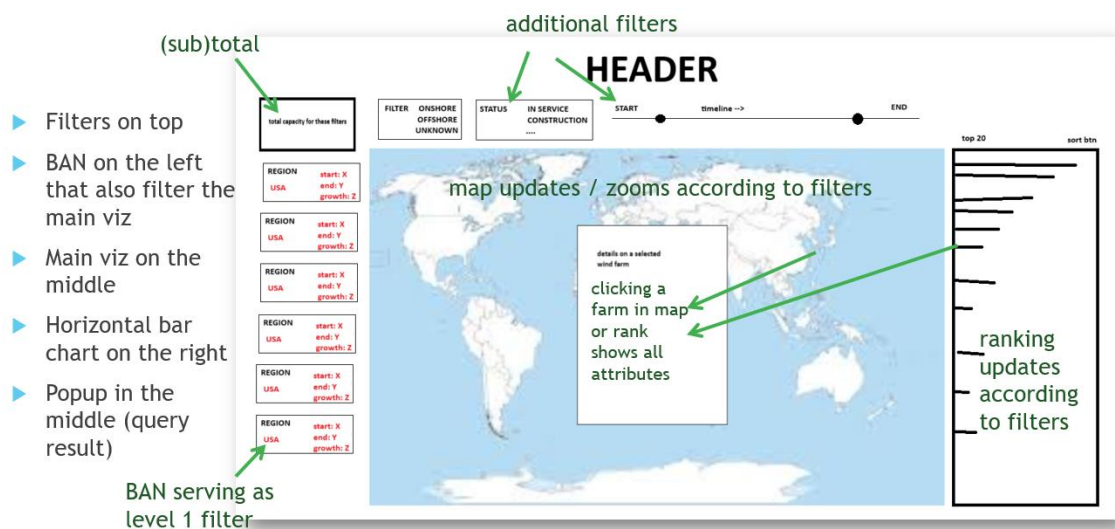 additional filters
(sub)total
HEADER
total capacity for these filters
FILTER ONSHORE
OFFSHORE
UNKNOWN
STATUS IN SERVICE
CONSTRUCTION
....
START timeline --> END
Filters on top
BAN on the left
that also filter the
main viz
Main viz on the
middle
Horizontal bar
chart on the right
Popup in the
middle (query
result)
REGION start: X
USA end: Y
growth: Z
REGION start: X
USA end: Y
growth: Z
REGION start: X
USA end: Y
growth: Z
REGION start: X
USA end: Y
growth: Z
REGION start: X
USA end: Y
growth: Z
REGION start: X
USA end: Y
growth: Z
map updates / zooms according to filters
details on a selected
wind farm
clicking a
farm in map
or rank
shows all
attributes
top 20 sort btn
ranking
updates
according
to filters
BAN serving as
level 1 filter